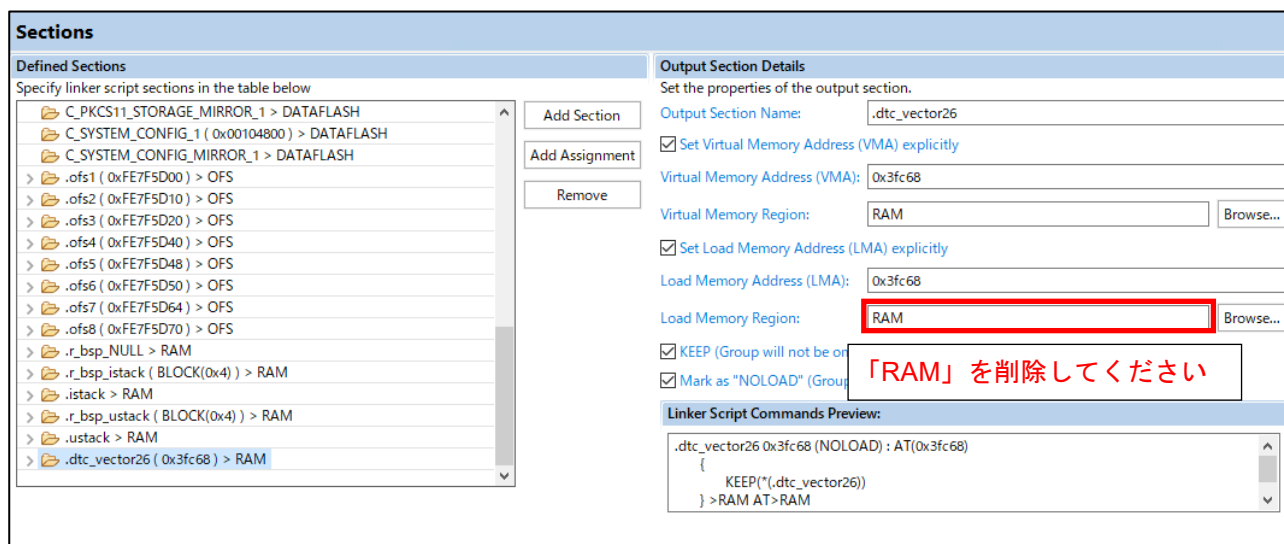 Sections
Defined Sections
Specify linker script sections in the table below
C_PKCS11_STORAGE_MIRROR_1 > DATAFLASH
C_SYSTEM_CONFIG_1 ( 0x00104800 ) > DATAFLASH
C_SYSTEM_CONFIG_MIRROR_1 > DATAFLASH
.ofs1 ( 0xFE7F5D00 ) > OFS
.ofs2 ( 0xFE7F5D10 ) > OFS
.ofs3 ( 0xFE7F5D20 ) > OFS
.ofs4 ( 0xFE7F5D40 ) > OFS
.ofs5 ( 0xFE7F5D48 ) > OFS
.ofs6 ( 0xFE7F5D50 ) > OFS
.ofs7 ( 0xFE7F5D64 ) > OFS
.ofs8 ( 0xFE7F5D70 ) > OFS
.r_bsp_NULL > RAM
.r_bsp_istack ( BLOCK(0x4) ) > RAM
.istack > RAM
.r_bsp_ustack ( BLOCK(0x4) ) > RAM
.ustack > RAM
.dtc_vector26 ( 0x3fc68 ) > RAM
Add Section
Add Assignment
Remove
Output Section Details
Set the properties of the output section.
Output Section Name: .dtc_vector26
Set Virtual Memory Address (VMA) explicitly
Virtual Memory Address (VMA): 0x3fc68
Virtual Memory Region: RAM Browse...
Set Load Memory Address (LMA) explicitly
Load Memory Address (LMA): 0x3fc68
Load Memory Region: RAM Browse...
KEEP (Group will not be
「RAM」を削除してください
Mark as "NOLOAD" (Group
Linker Script Commands Preview:
.dtc_vector26 0x3fc68 (NOLOAD) : AT(0x3fc68)
{
KEEP(*(.dtc_vector26))
} >RAM AT>RAM